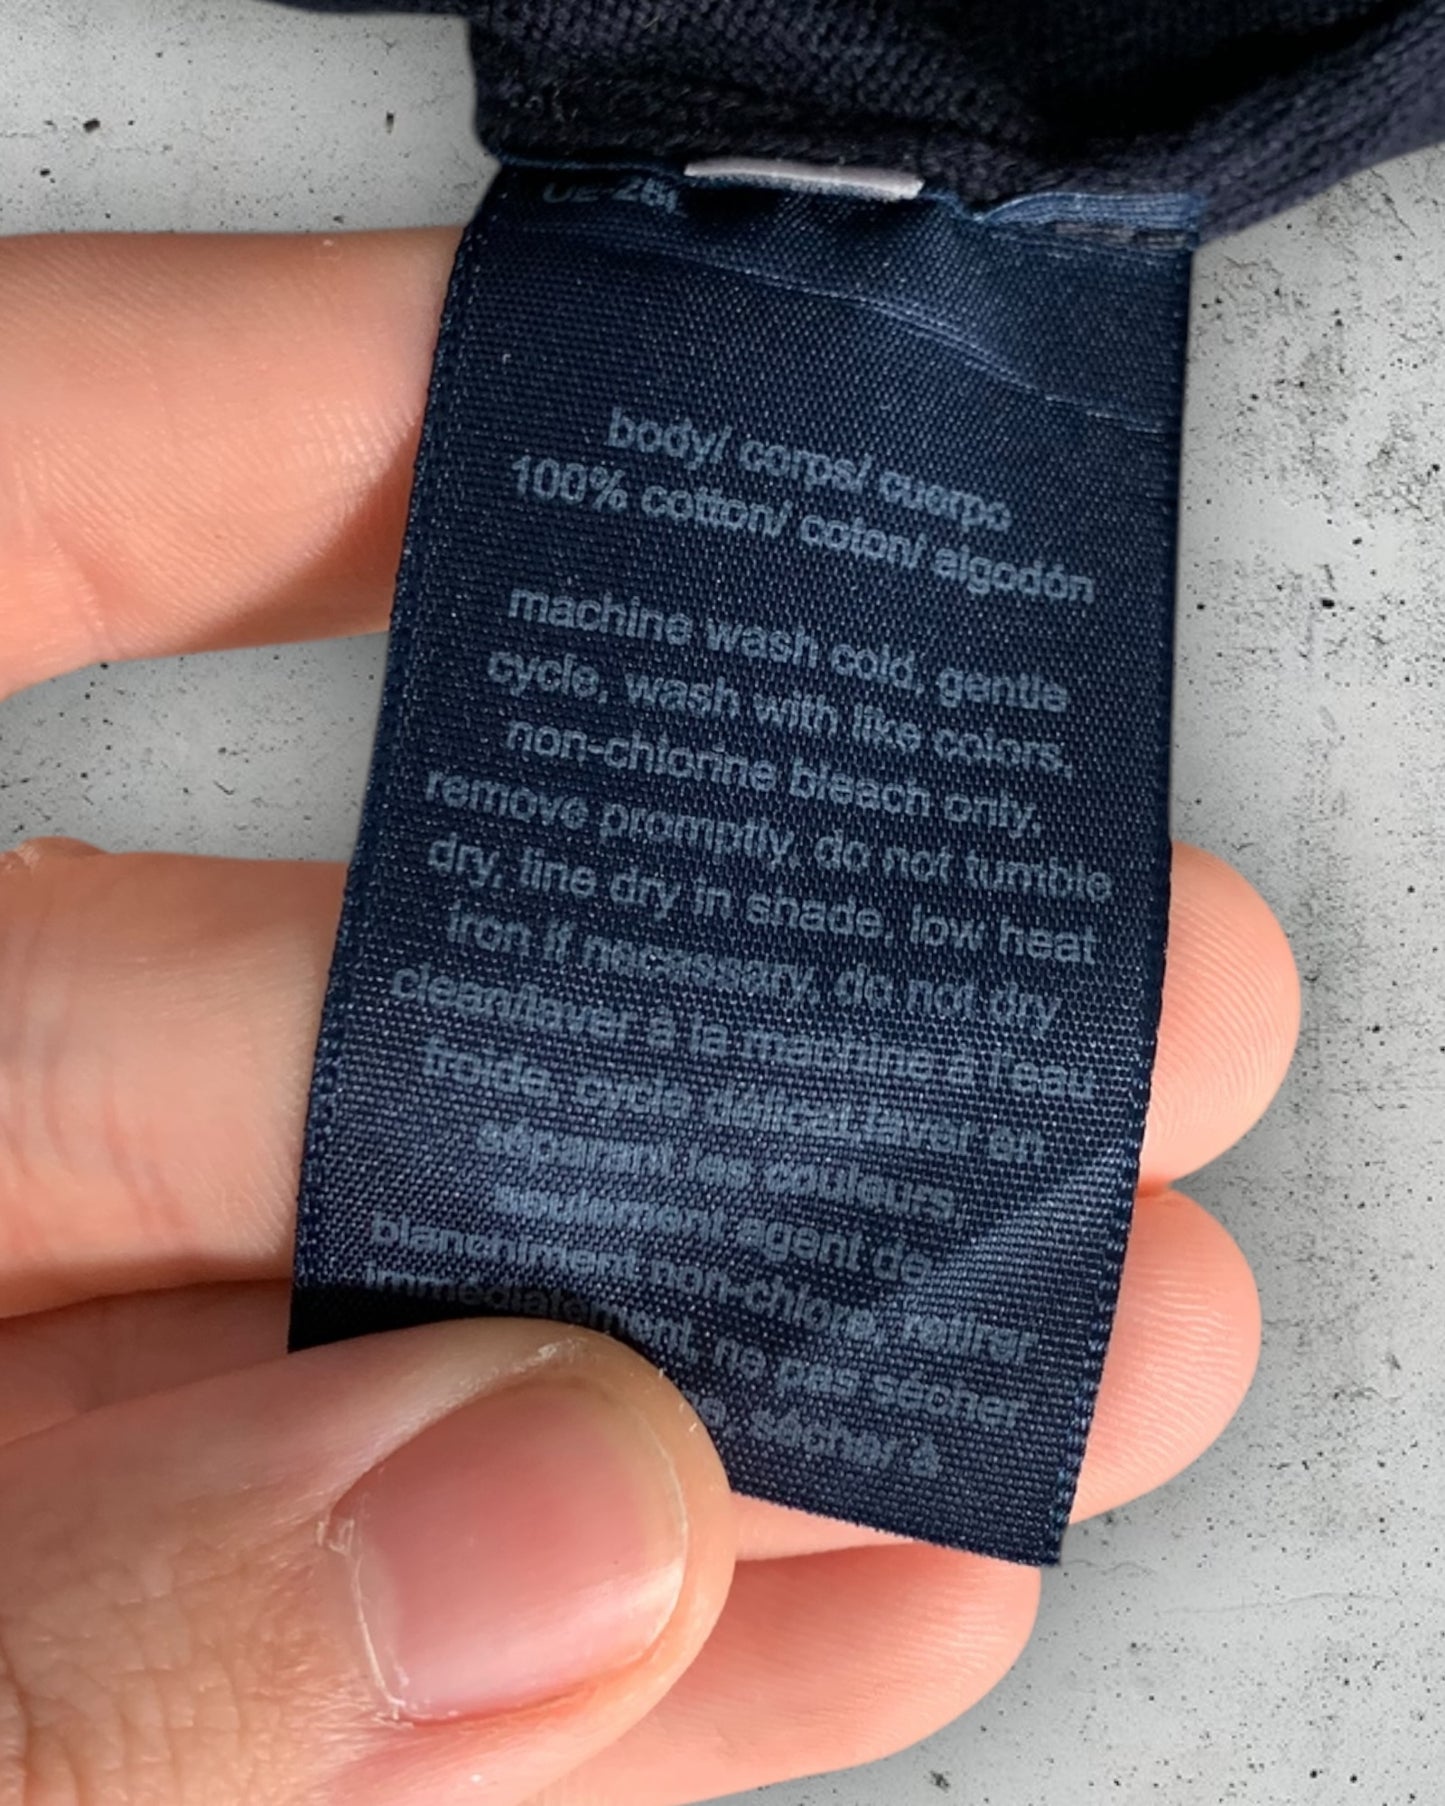 body/ corps/ cuerpo
100% cotton/ coton/ algodón
machine wash cold, gentle
cycle, wash with like colors,
non-chlorine bleach only,
remove promptly, do not tumble
dry, line dry in shade, low heat
iron if necessary, do not dry
clean/laver à la machine à l'eau
froide, cycle délicat,laver en
séparant les couleurs,
seulement agent de
blanchiment non-chlore, retirer
immédiatement, ne pas sécher
sécher à